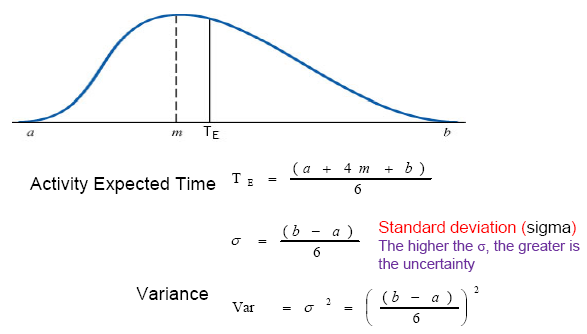 a m T_E b
Activity Expected Time T_E = (a + 4 m + b) / 6
σ = (b − a) / 6
Standard deviation (sigma)
The higher the σ, the greater is
the uncertainty
Variance Var = σ² = ((b − a) / 6)²